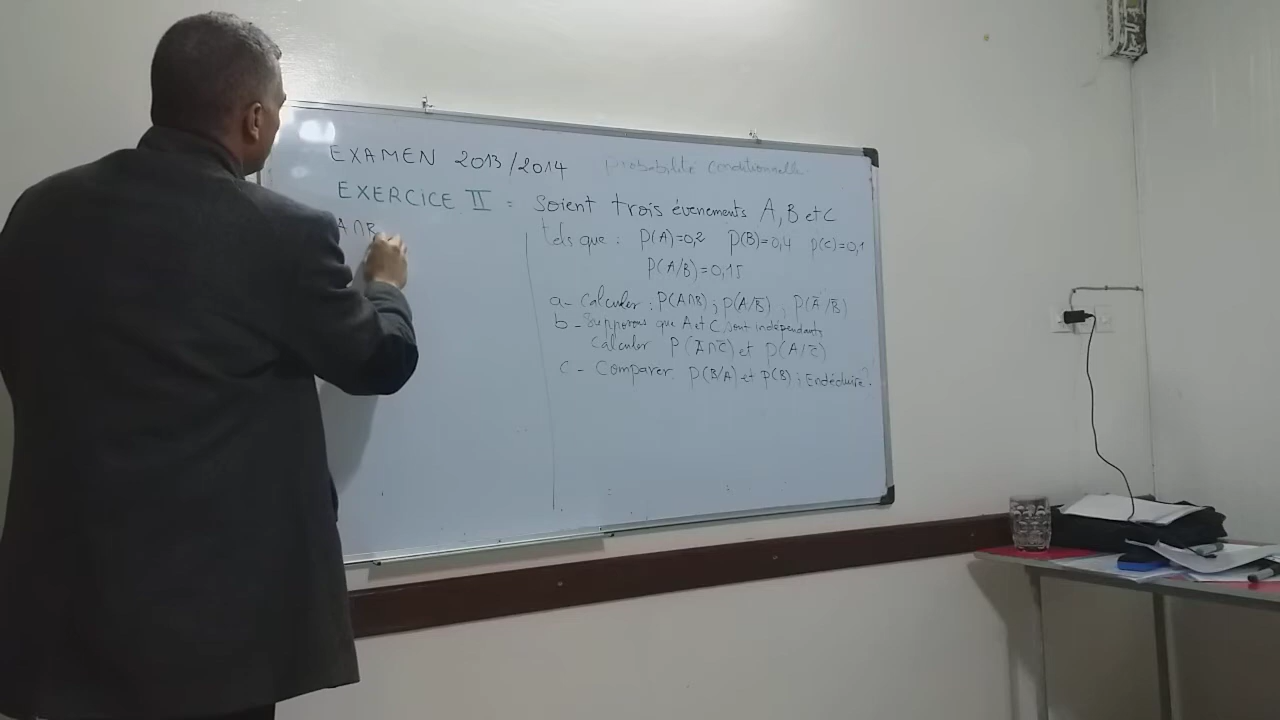 EXAMEN 2013/2014 Probabilité conditionnelle.
EXERCICE II = Soient trois évenements A, B et C
A∩B
tels que : P(A)=0,2 P(B)=0,4 P(C)=0,1
P(A/B)=0,15
a- Calculer : P(A∩B) ; P(A/B̅) ; P(A̅/B̅)
b- Supposons que A et C sont indépendants
Calculer P(A̅∩C̅) et P(A/C̅)
c- Comparer : P(B/A) et P(B) ; En déduire ?